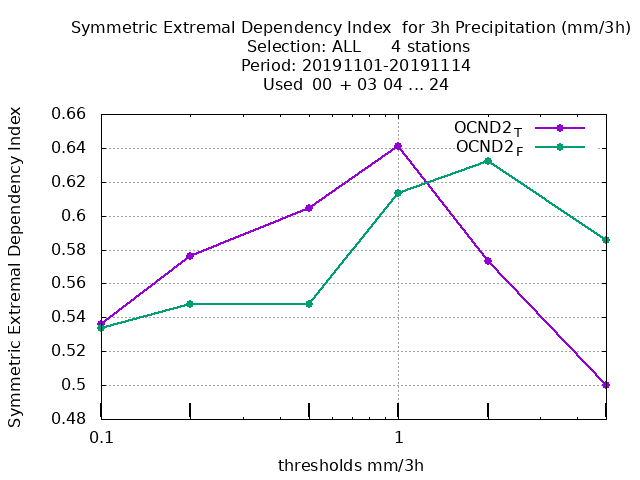 Symmetric Extremal Dependency Index for 3h Precipitation (mm/3h)
Selection: ALL 4 stations
Period: 20191101-20191114
Used 00 + 03 04 ... 24
Symmetric Extremal Dependency Index
0.66
0.64
0.62
0.6
0.58
0.56
0.54
0.52
0.5
0.48
OCND2T
OCND2F
0.1 1
thresholds mm/3h